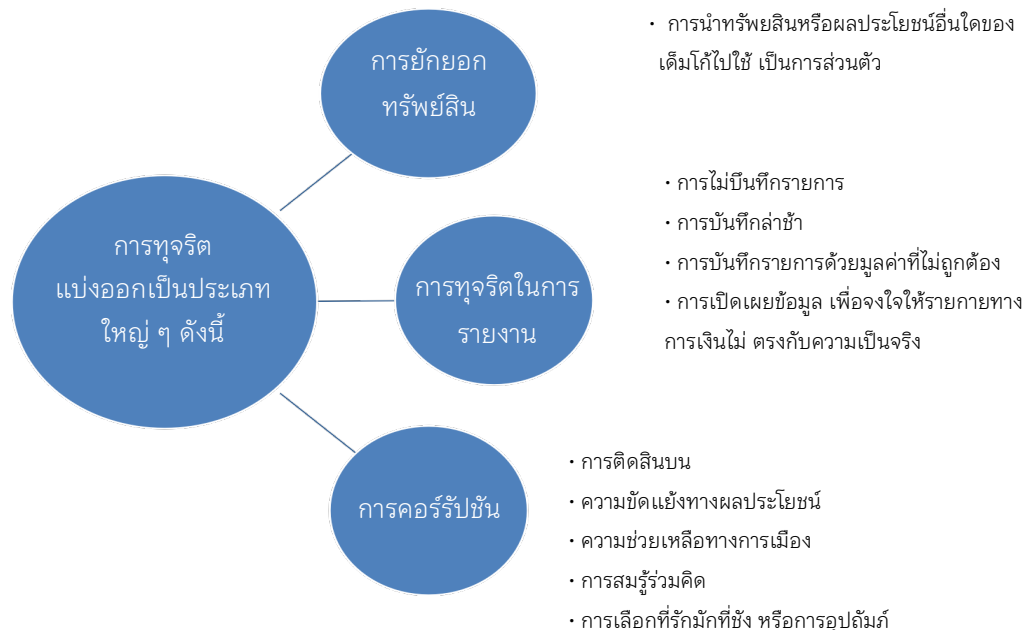 การทุจริต
แบ่งออกเป็นประเภท
ใหญ่ ๆ ดังนี้
การยักยอก
ทรัพย์สิน
• การนำทรัพยสินหรือผลประโยชน์อื่นใดของ
เด็มโก้ไปใช้ เป็นการส่วนตัว
การทุจริตในการ
รายงาน
• การไม่บึนทึกรายการ
• การบันทึกล่าช้า
• การบันทึกรายการด้วยมูลค่าที่ไม่ถูกต้อง
• การเปิดเผยข้อมูล เพื่อจงใจให้รายกายทาง
การเงินไม่ ตรงกับความเป็นจริง
การคอร์รัปชัน
• การติดสินบน
• ความขัดแย้งทางผลประโยชน์
• ความช่วยเหลือทางการเมือง
• การสมรู้ร่วมคิด
• การเลือกที่รักมักที่ชัง หรือการอุปถัมภ์